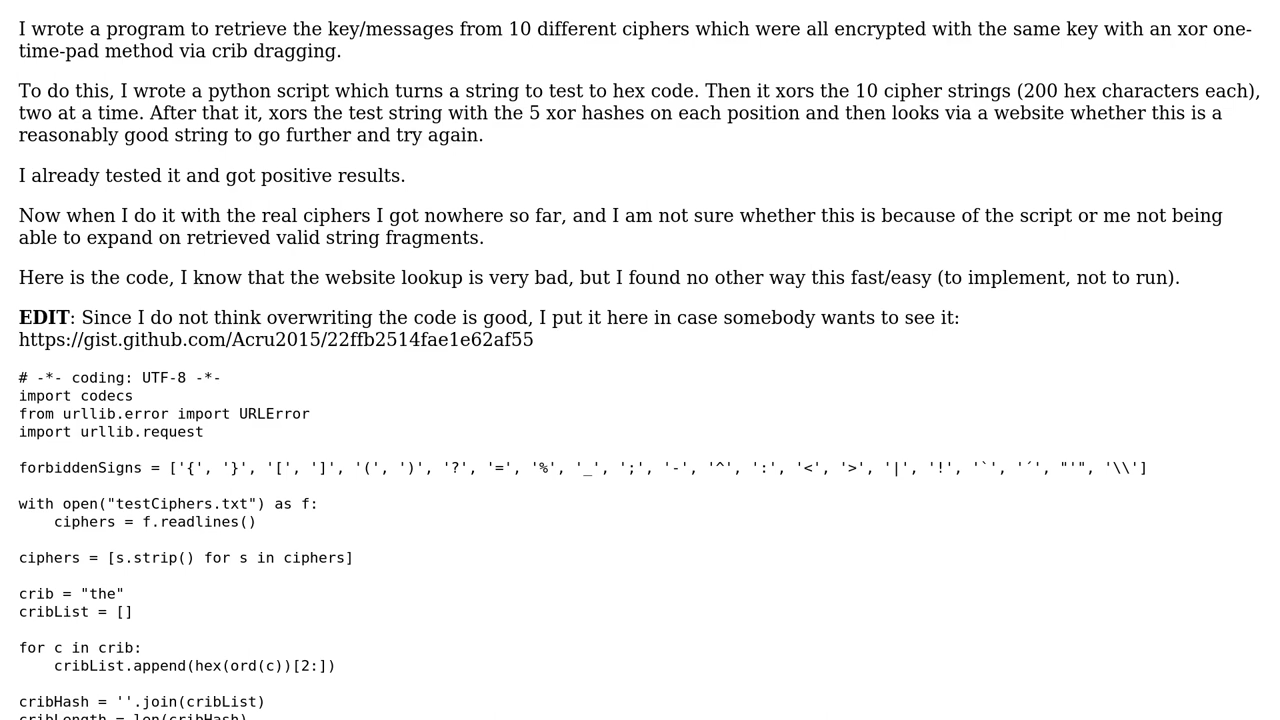 I wrote a program to retrieve the key/messages from 10 different ciphers which were all encrypted with the same key with an xor one-
time-pad method via crib dragging.
To do this, I wrote a python script which turns a string to test to hex code. Then it xors the 10 cipher strings (200 hex characters each),
two at a time. After that it, xors the test string with the 5 xor hashes on each position and then looks via a website whether this is a
reasonably good string to go further and try again.
I already tested it and got positive results.
Now when I do it with the real ciphers I got nowhere so far, and I am not sure whether this is because of the script or me not being
able to expand on retrieved valid string fragments.
Here is the code, I know that the website lookup is very bad, but I found no other way this fast/easy (to implement, not to run).
EDIT: Since I do not think overwriting the code is good, I put it here in case somebody wants to see it:
https://gist.github.com/Acru2015/22ffb2514fae1e62af55
# -*- coding: UTF-8 -*-
import codecs
from urllib.error import URLError
import urllib.request
forbiddenSigns = ['{', '}', '[', ']', '(', ')', '?', '=', '%', '_', ';', '-', '^', ':', '<', '>', '|', '!', '`', '´', "'", '\\']
with open("testCiphers.txt") as f:
    ciphers = f.readlines()
ciphers = [s.strip() for s in ciphers]
crib = "the"
cribList = []
for c in crib:
    cribList.append(hex(ord(c))[2:])
cribHash = ''.join(cribList)
cribLength = len(cribHash)